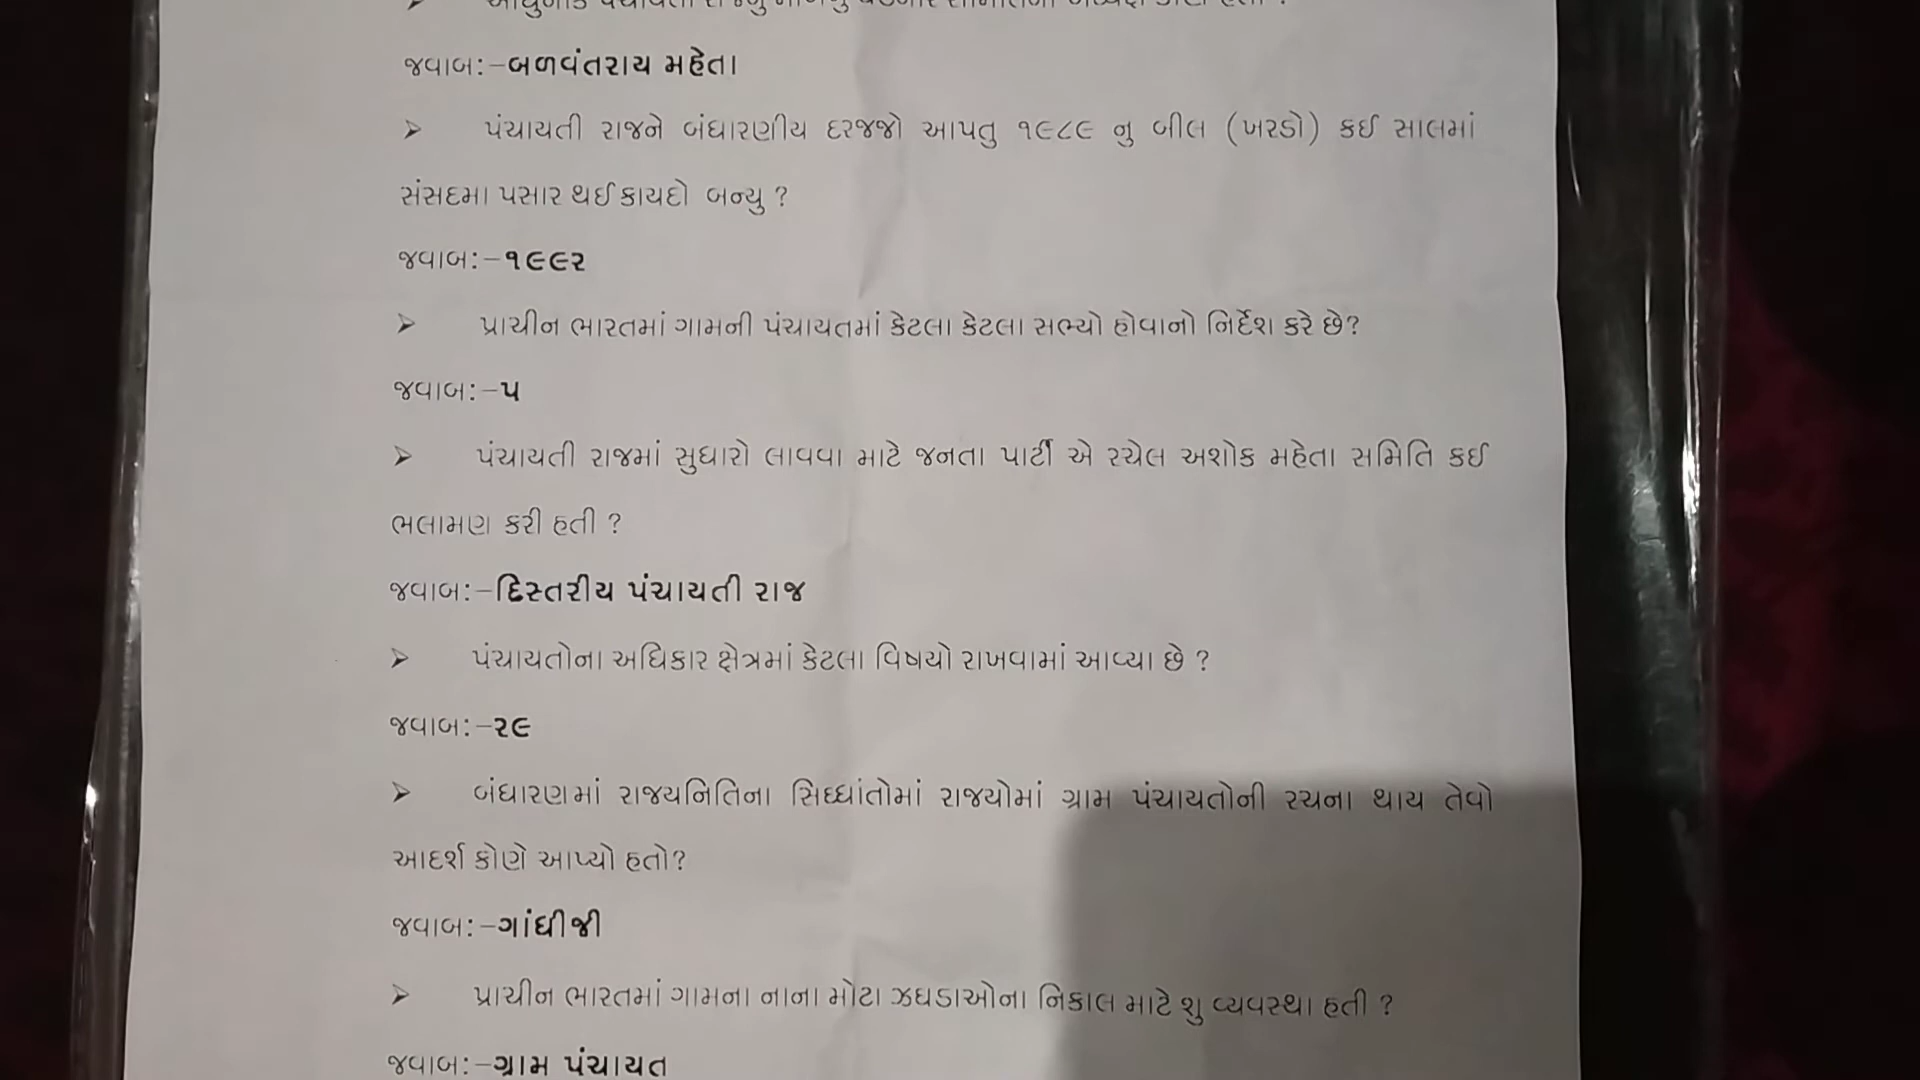 જવાબ:–બળવંતરાય મહેતા
➢ પંચાયતી રાજને બંધારણીય દરજજો આપતુ ૧૯૮૯ નુ બીલ (ખરડો) કઈ સાલમાં
સંસદમા પસાર થઈ કાયદો બન્યુ ?
જવાબ:–૧૯૯૨
➢ પ્રાચીન ભારતમાં ગામની પંચાયતમાં કેટલા કેટલા સભ્યો હોવાનો નિર્દેશ કરે છે?
જવાબ:–૫
➢ પંચાયતી રાજમાં સુધારો લાવવા માટે જનતા પાર્ટી એ રચેલ અશોક મહેતા સમિતિ કઈ
ભલામણ કરી હતી ?
જવાબ:–દિસ્તરીય પંચાયતી રાજ
➢ પંચાયતોના અધિકાર ક્ષેત્રમાં કેટલા વિષયો રાખવામાં આવ્યા છે ?
જવાબ:–૨૯
➢ બંધારણમાં રાજયનિતિના સિધ્ધાંતોમાં રાજયોમાં ગ્રામ પંચાયતોની રચના થાય તેવો
આદર્શ કોણે આપ્યો હતો?
જવાબ:–ગાંધીજી
➢ પ્રાચીન ભારતમાં ગામના નાના મોટા ઝઘડાઓના નિકાલ માટે શુ વ્યવસ્થા હતી ?
જવાબ:–ગ્રામ પંચાયત